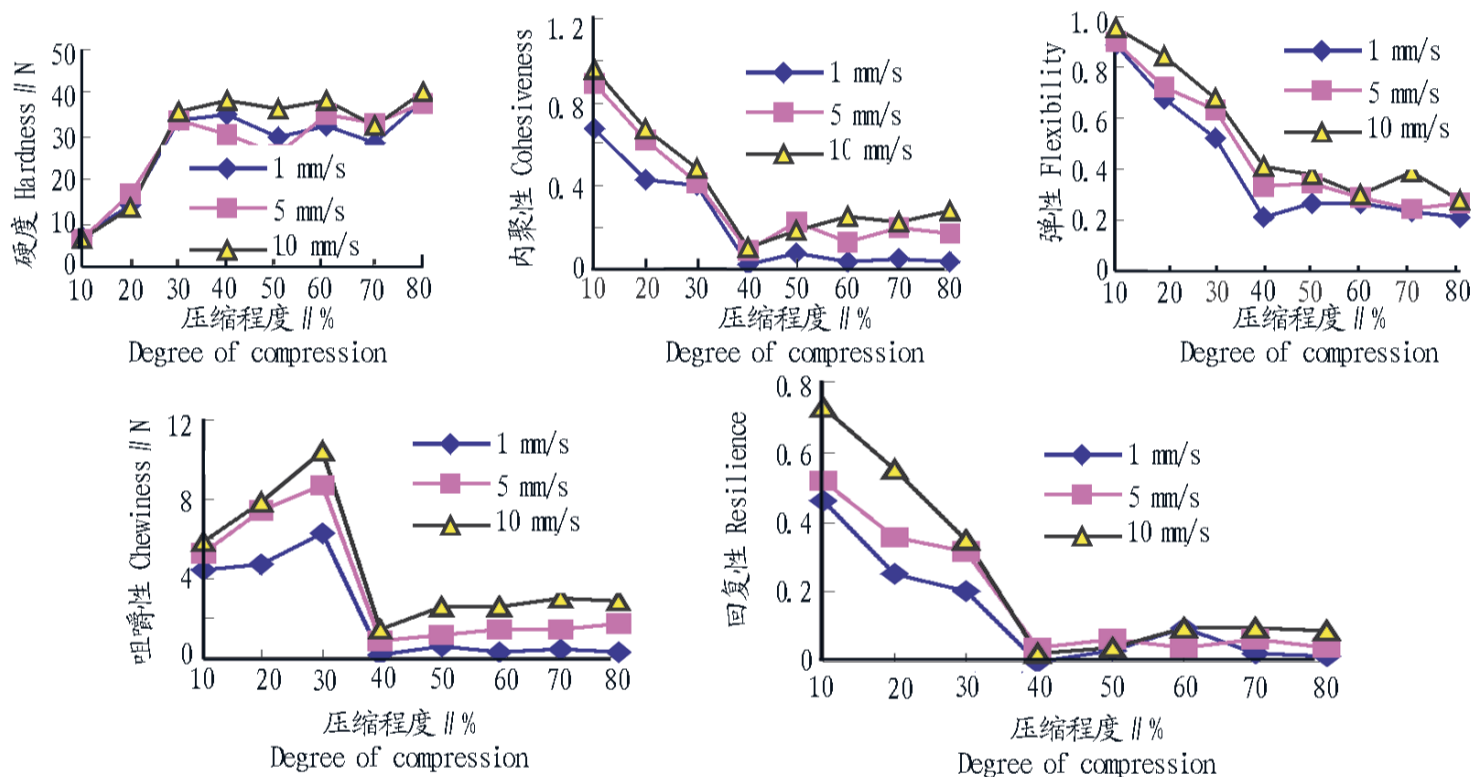 50
40
30
20
10
0
硬度 Hardness // N
1 mm/s
5 mm/s
10 mm/s
10 20 30 40 50 60 70 80
压缩程度 // %
Degree of compression
1.2
0.8
0.4
0
内聚性 Cohesiveness
1 mm/s
5 mm/s
10 mm/s
10 20 30 40 50 60 70 80
压缩程度 // %
Degree of compression
1.0
0.8
0.6
0.4
0.2
0
弹性 Flexibility
1 mm/s
5 mm/s
10 mm/s
10 20 30 40 50 60 70 80
压缩程度 // %
Degree of compression
12
8
4
0
咀嚼性 Chewiness // N
1 mm/s
5 mm/s
10 mm/s
10 20 30 40 50 60 70 80
压缩程度 // %
Degree of compression
0.8
0.6
0.4
0.2
0
回复性 Resilience
1 mm/s
5 mm/s
10 mm/s
10 20 30 40 50 60 70 80
压缩程度 // %
Degree of compression